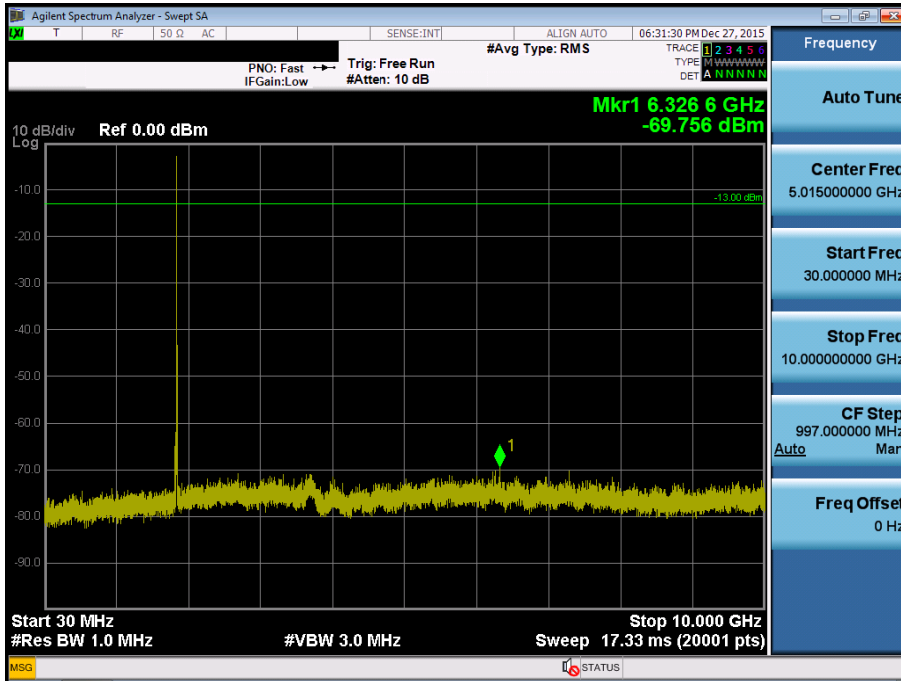 Agilent Spectrum Analyzer - Swept SA
LXI T RF 50 Ω AC SENSE:INT ALIGN AUTO 06:31:30 PM Dec 27, 2015
#Avg Type: RMS TRACE 1 2 3 4 5 6
PNO: Fast Trig: Free Run TYPE M WWWWW
IFGain:Low #Atten: 10 dB DET A N N N N N
Mkr1 6.326 6 GHz
-69.756 dBm
10 dB/div Ref 0.00 dBm
Log
-10.0
-13.00 dBm
-20.0
-30.0
-40.0
-50.0
-60.0
1
-70.0
-80.0
-90.0
Start 30 MHz Stop 10.000 GHz
#Res BW 1.0 MHz #VBW 3.0 MHz Sweep 17.33 ms (20001 pts)
MSG STATUS
Frequency
Auto Tune
Center Freq
5.015000000 GHz
Start Freq
30.000000 MHz
Stop Freq
10.000000000 GHz
CF Step
997.000000 MHz
Auto Man
Freq Offset
0 Hz